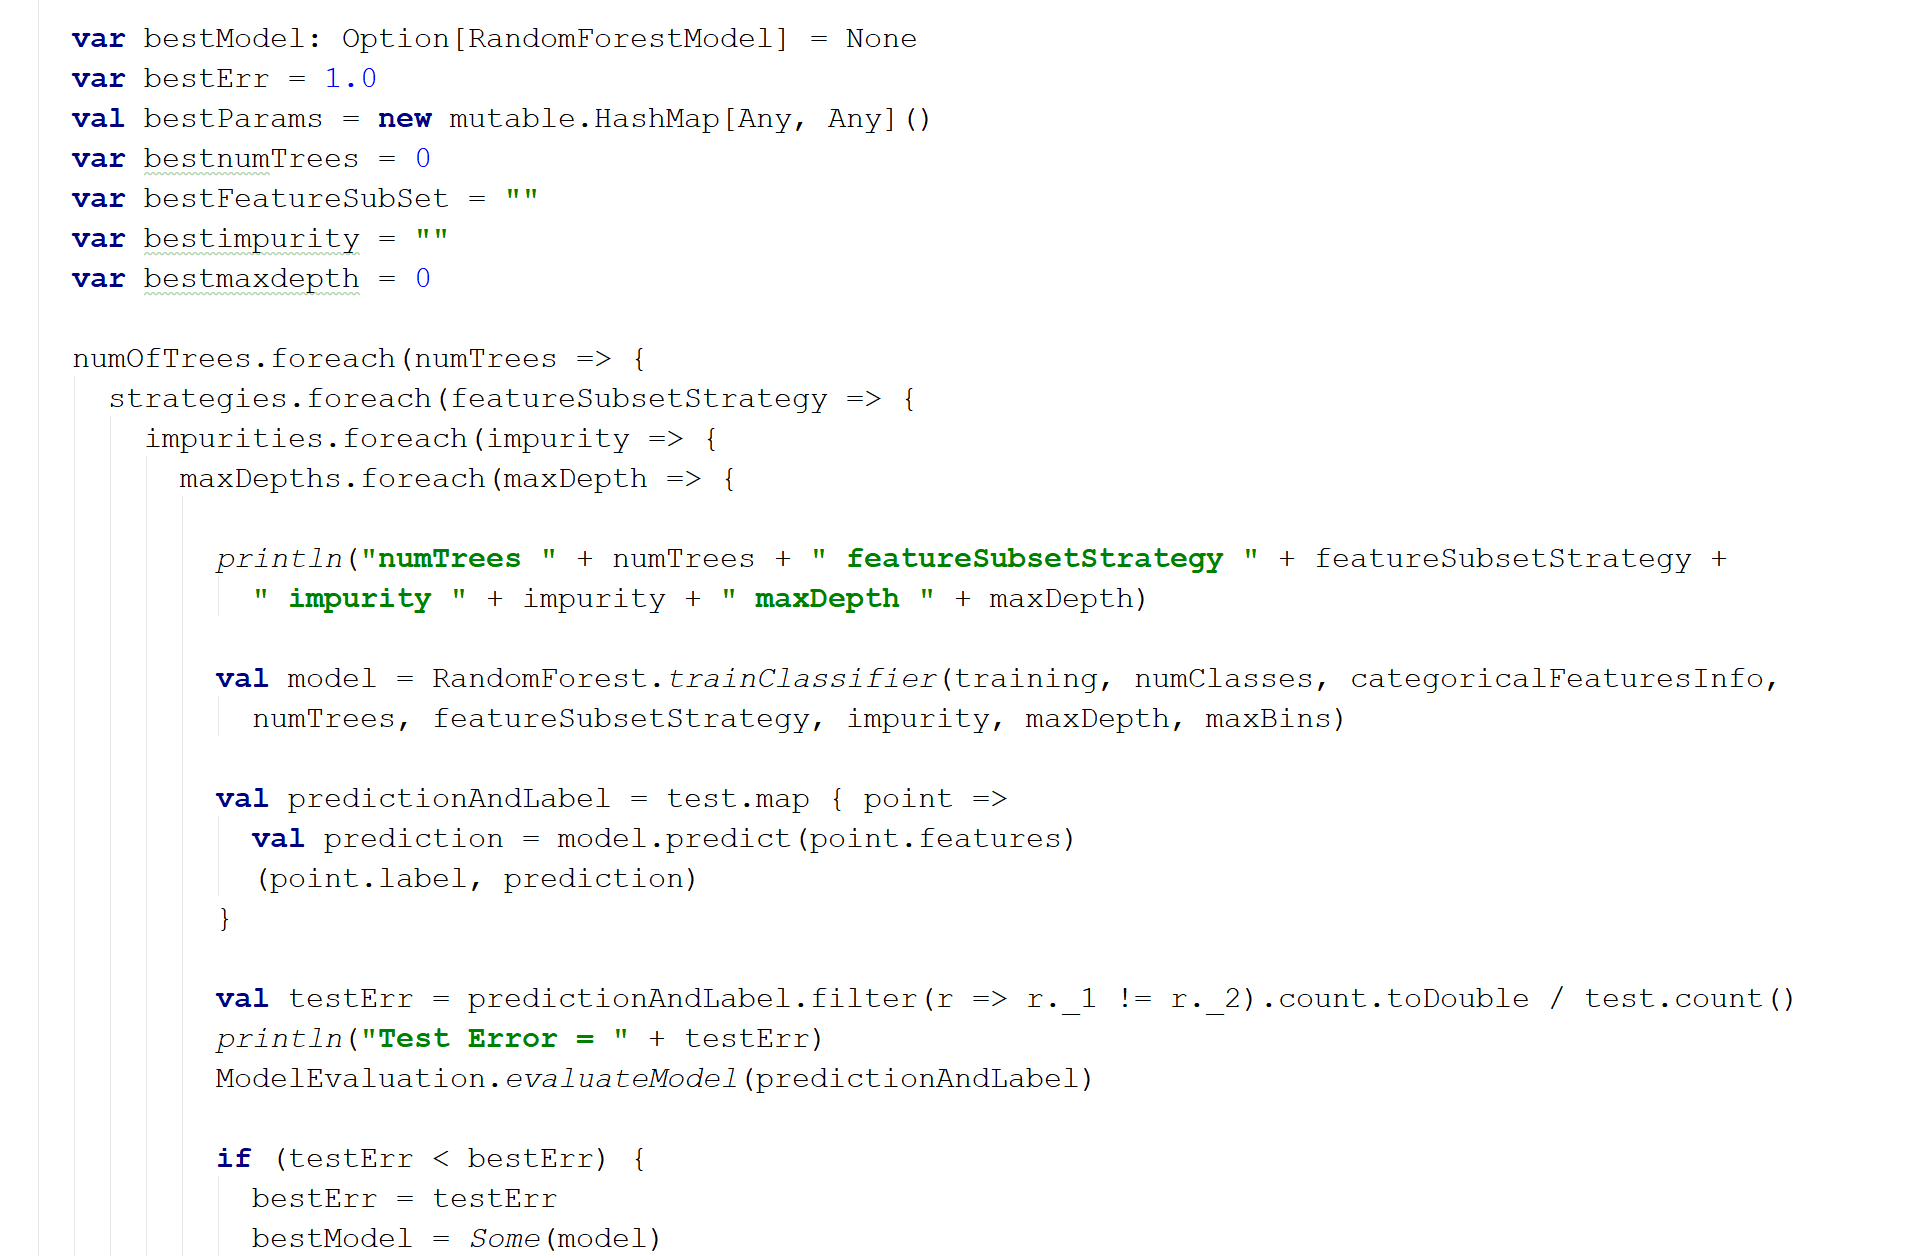 var bestModel: Option[RandomForestModel] = None
var bestErr = 1.0
val bestParams = new mutable.HashMap[Any, Any]()
var bestnumTrees = 0
var bestFeatureSubSet = ""
var bestimpurity = ""
var bestmaxdepth = 0
numOfTrees.foreach(numTrees => {
strategies.foreach(featureSubsetStrategy => {
impurities.foreach(impurity => {
maxDepths.foreach(maxDepth => {
println("numTrees " + numTrees + " featureSubsetStrategy " + featureSubsetStrategy +
" impurity " + impurity + " maxDepth " + maxDepth)
val model = RandomForest.trainClassifier(training, numClasses, categoricalFeaturesInfo,
numTrees, featureSubsetStrategy, impurity, maxDepth, maxBins)
val predictionAndLabel = test.map { point =>
val prediction = model.predict(point.features)
(point.label, prediction)
}
val testErr = predictionAndLabel.filter(r => r._1 != r._2).count.toDouble / test.count()
println("Test Error = " + testErr)
ModelEvaluation.evaluateModel(predictionAndLabel)
if (testErr < bestErr) {
bestErr = testErr
bestModel = Some(model)